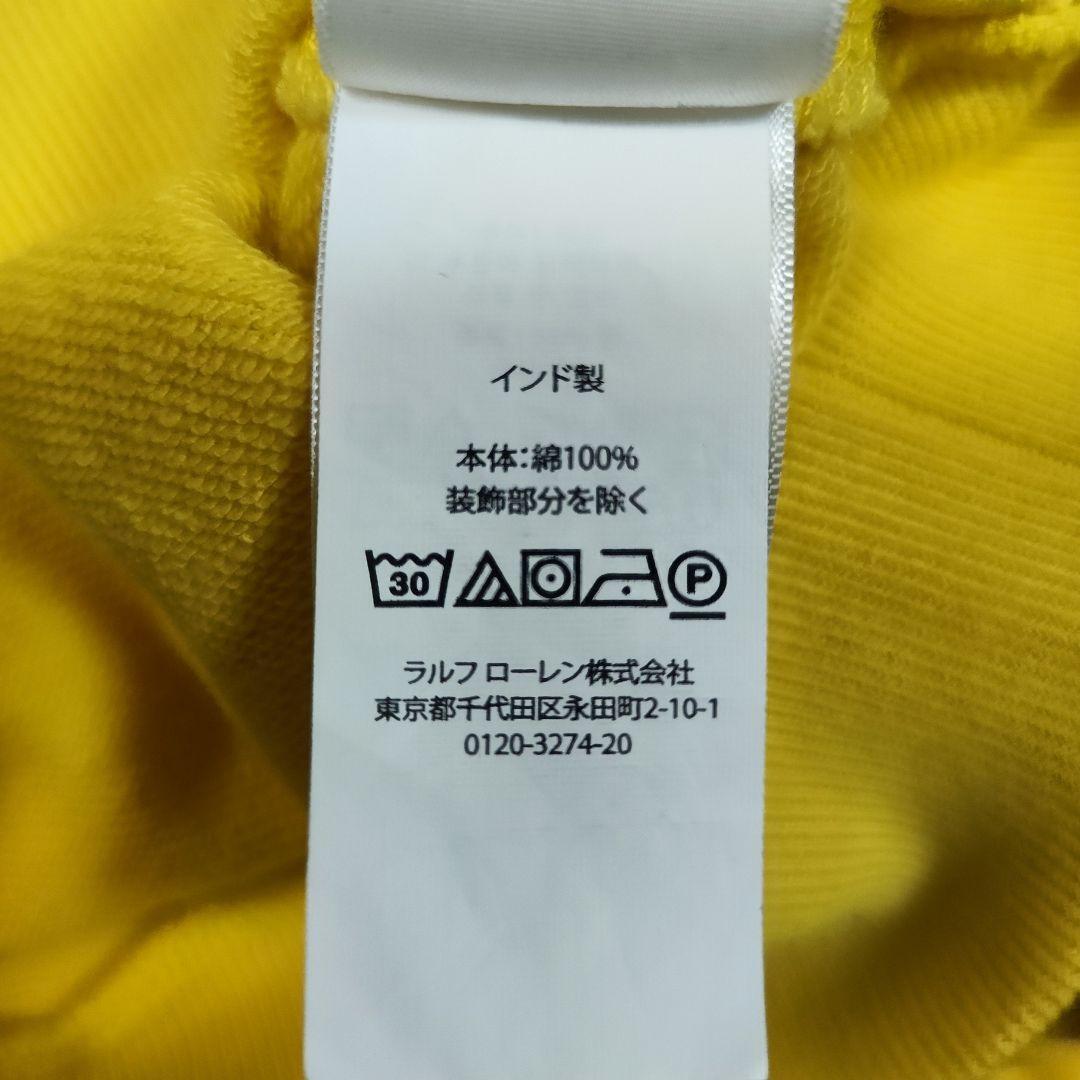 インド製
本体：綿100%
装飾部分を除く
30 P
ラルフ ローレン株式会社
東京都千代田区永田町2-10-1
0120-3274-20